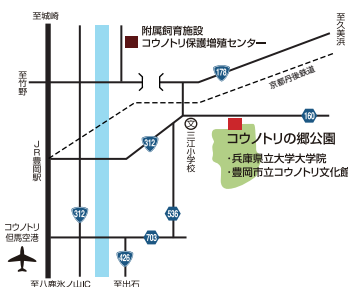 至城崎
附属飼育施設
コウノトリ保護増殖センター
至久美浜
至竹野
178
京都丹後鉄道
160
文
三江小学校
312
コウノトリの郷公園
・兵庫県立大学大学院
・豊岡市立コウノトリ文化館
JR豊岡駅
312
536
コウノトリ
但馬空港
703
426
至八鹿氷ノ山IC
至出石